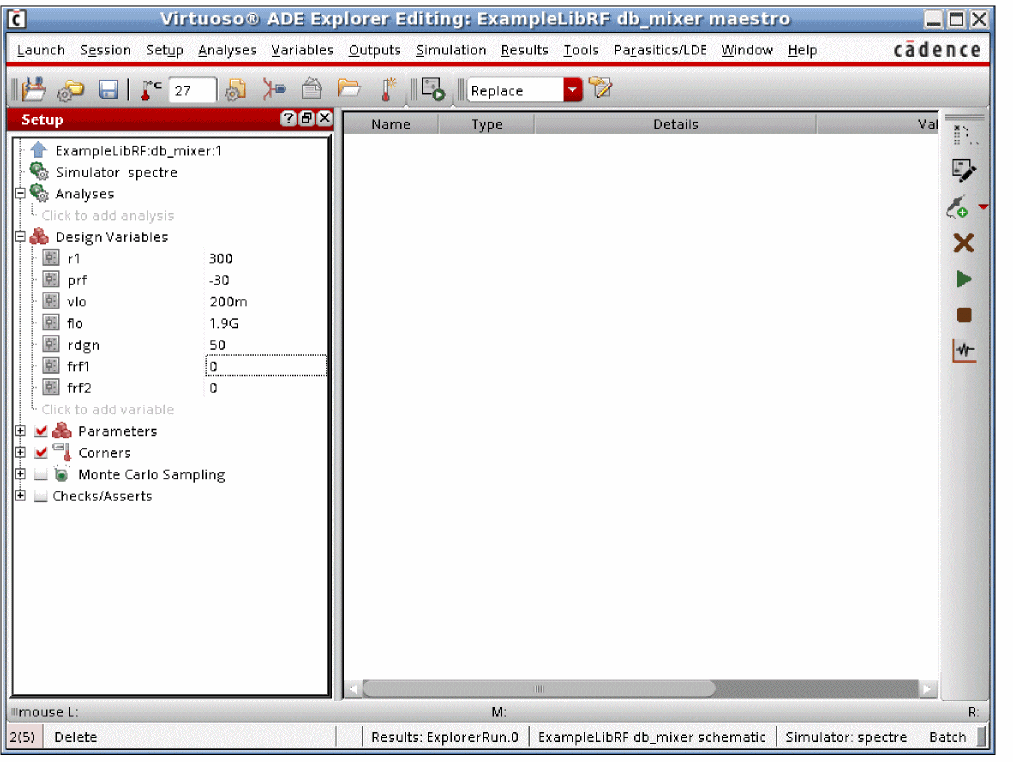 Virtuoso® ADE Explorer Editing: ExampleLibRF db_mixer maestro
Launch Session Setup Analyses Variables Outputs Simulation Results Tools Parasitics/LDE Window Help cādence
27 Replace
Setup
Name Type Details Val
ExampleLibRF:db_mixer:1
Simulator spectre
Analyses
Click to add analysis
Design Variables
r1 300
prf -30
vlo 200m
flo 1.9G
rdgn 50
frf1 0
frf2 0
Click to add variable
Parameters
Corners
Monte Carlo Sampling
Checks/Asserts
mouse L: M: R:
2(5) Delete Results: ExplorerRun.0 ExampleLibRF db_mixer schematic Simulator: spectre Batch